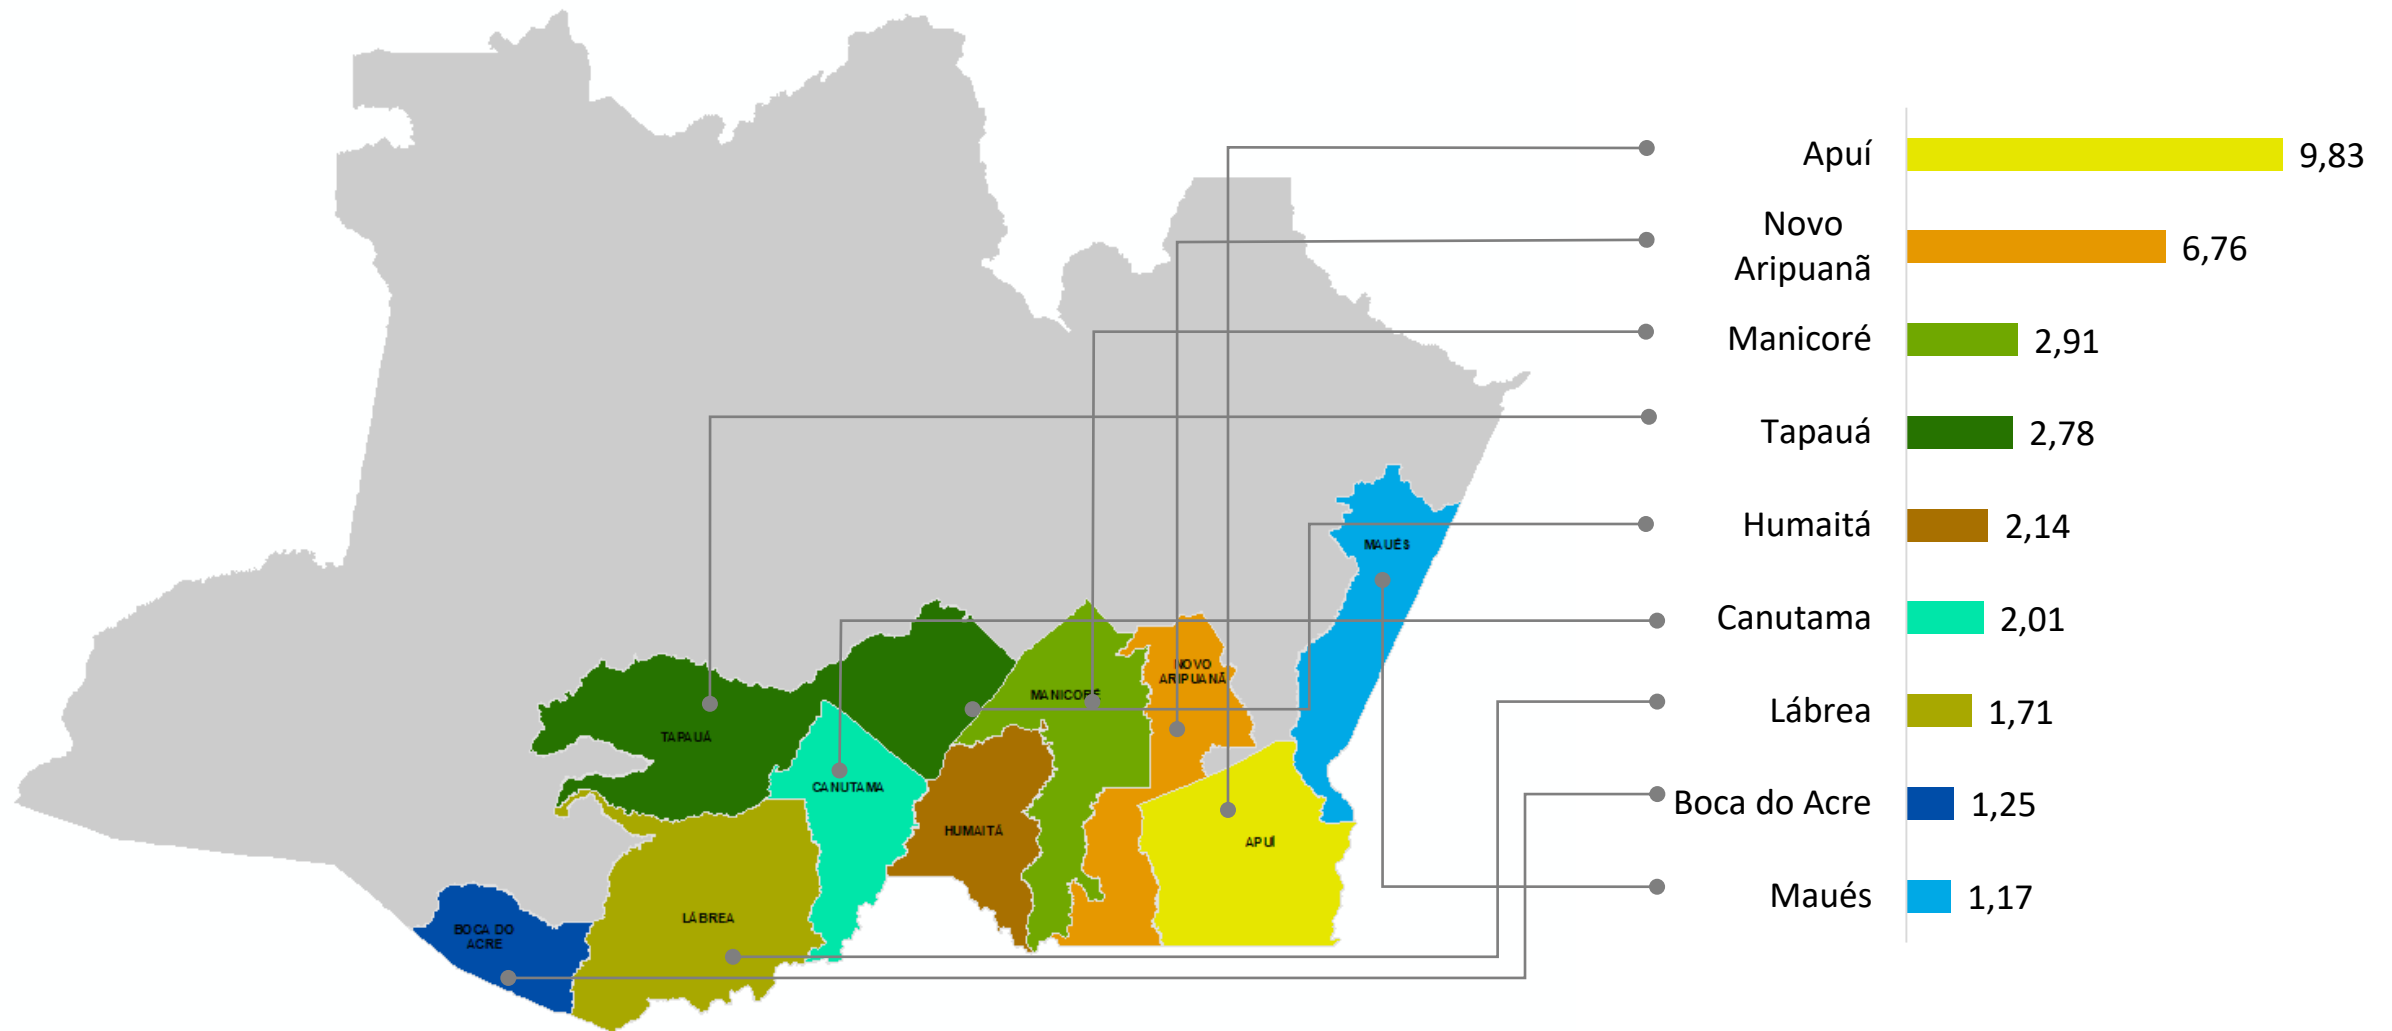 Apuí
9,83
Novo
Aripuanã
6,76
Manicoré
2,91
Tapauá
2,78
Humaitá
2,14
Canutama
2,01
Lábrea
1,71
Boca do Acre
1,25
Maués
1,17
MAUÉS
NOVO
ARIPUANÃ
MANICORÉ
TAPAUÁ
CANUTAMA
HUMAITÁ
APUÍ
LÁBREA
BOCA DO
ACRE